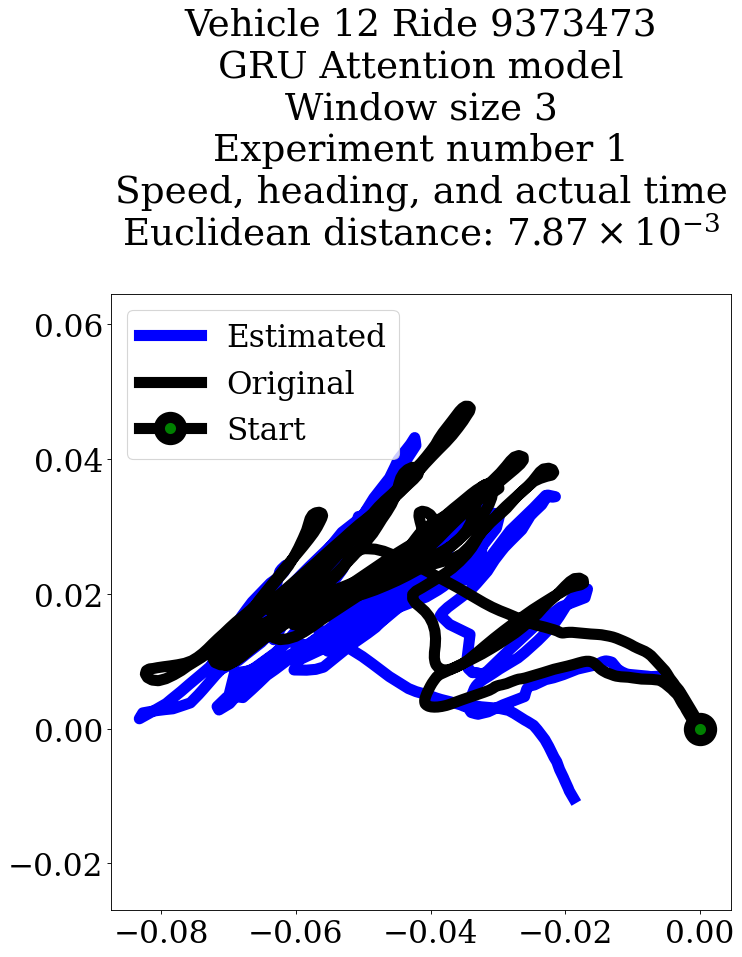 Vehicle 12 Ride 9373473
GRU Attention model
Window size 3
Experiment number 1
Speed, heading, and actual time
Euclidean distance: 7.87 × 10⁻³
Estimated
Original
Start
0.06
0.04
0.02
0.00
−0.02
−0.08 −0.06 −0.04 −0.02 0.00